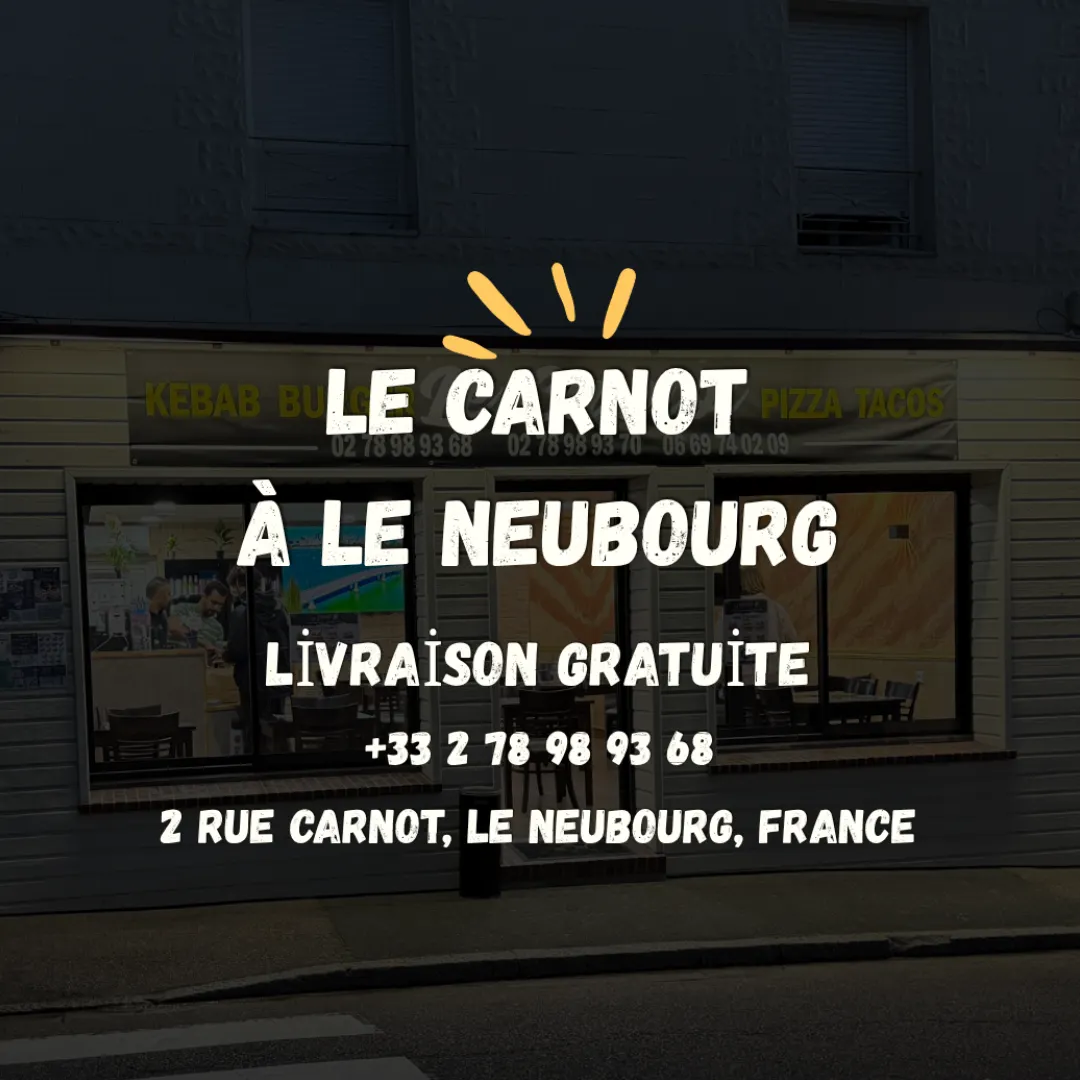 LE CARNOT
À LE NEUBOURG
LİVRAİSON GRATUİTE
+33 2 78 98 93 68
2 RUE CARNOT, LE NEUBOURG, FRANCE
KEBAB BURGER PIZZA TACOS
02 78 98 93 68 02 78 98 93 70 06 69 74 02 09